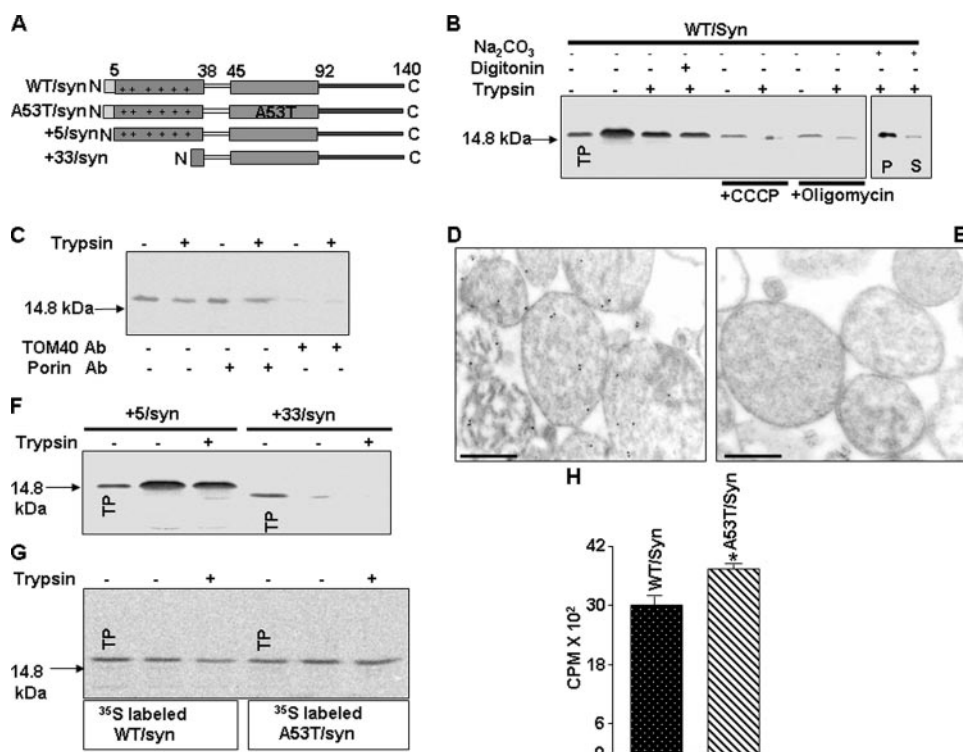 A
5 38 45 92 140
WT/syn N C
A53T/syn N A53T C
+5/syn N C
+33/syn N C
B
WT/Syn
Na2CO3 - - - - - - - - + +
Digitonin - - - + - - - -
Trypsin - - + + - + - + + +
14.8 kDa
TP P S
+CCCP +Oligomycin
C
Trypsin - + - + - +
14.8 kDa
TOM40 Ab - - - - + +
Porin Ab - - + + - -
D
E
F
+5/syn +33/syn
Trypsin - - + - - +
14.8
kDa
TP TP
G
Trypsin - - + - - +
TP TP
14.8
kDa
35S labeled
WT/syn
35S labeled
A53T/syn
H
WT/Syn
*A53T/Syn
42
30
18
6
0
CPM X 10²